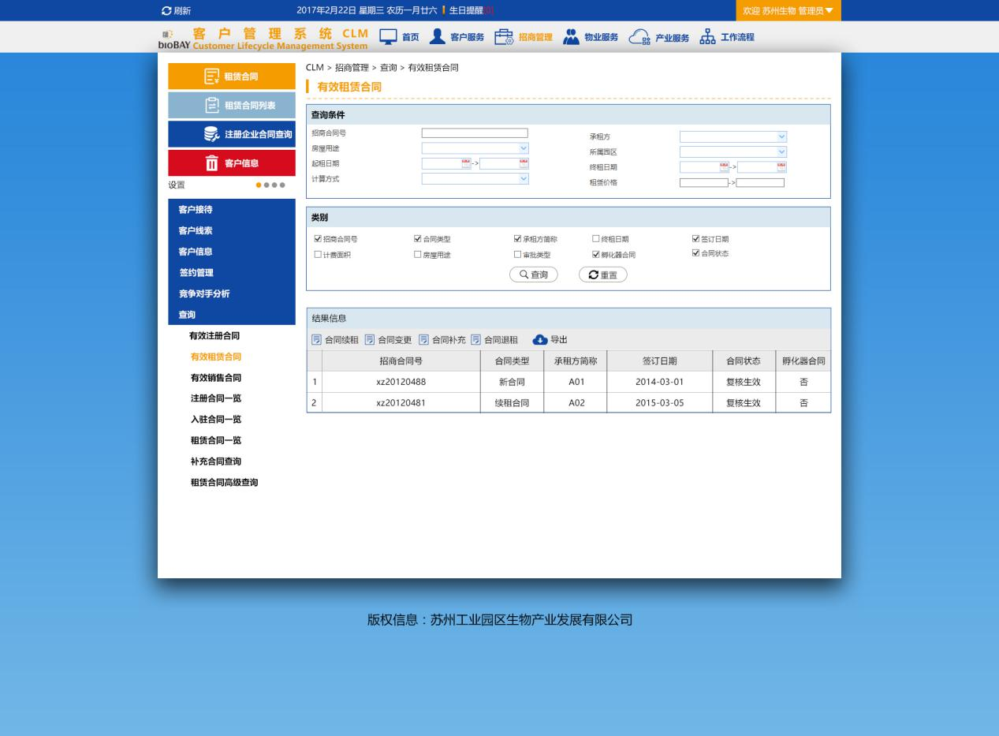 刷新 2017年2月22日 星期三 农历一月廿六 生日提醒[0] 欢迎 苏州生物 管理员
bioBAY 客户管理系统 CLM 首页 客户服务 招商管理 物业服务 产业服务 工作流程
Customer Lifecycle Management System
租赁合同
租赁合同列表
注册企业合同查询
客户信息
设置
客户接待
客户线索
客户信息
签约管理
竞争对手分析
查询
有效注册合同
有效租赁合同
有效销售合同
注册合同一览
入驻合同一览
租赁合同一览
补充合同查询
租赁合同高级查询
CLM > 招商管理 > 查询 > 有效租赁合同
有效租赁合同
查询条件
招商合同号 承租方
房屋用途 所属园区
起租日期 -> 终租日期 ->
计算方式 租赁价格 ->
类别
招商合同号 合同类型 承租方简称 终租日期 签订日期
计费面积 房屋用途 审批类型 孵化器合同 合同状态
查询 重置
结果信息
合同续租 合同变更 合同补充 合同退租 导出
招商合同号 合同类型 承租方简称 签订日期 合同状态 孵化器合同
1 xz20120488 新合同 A01 2014-03-01 复核生效 否
2 xz20120481 续租合同 A02 2015-03-05 复核生效 否
版权信息：苏州工业园区生物产业发展有限公司